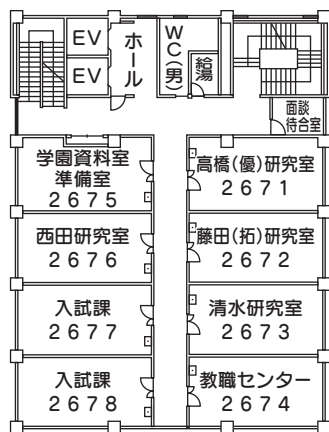 EV
EV
ホール
WC(男)
給湯
面談
待合室
学園資料室
準備室
2675
高橋(優)研究室
2671
西田研究室
2676
藤田(拓)研究室
2672
入試課
2677
清水研究室
2673
入試課
2678
教職センター
2674